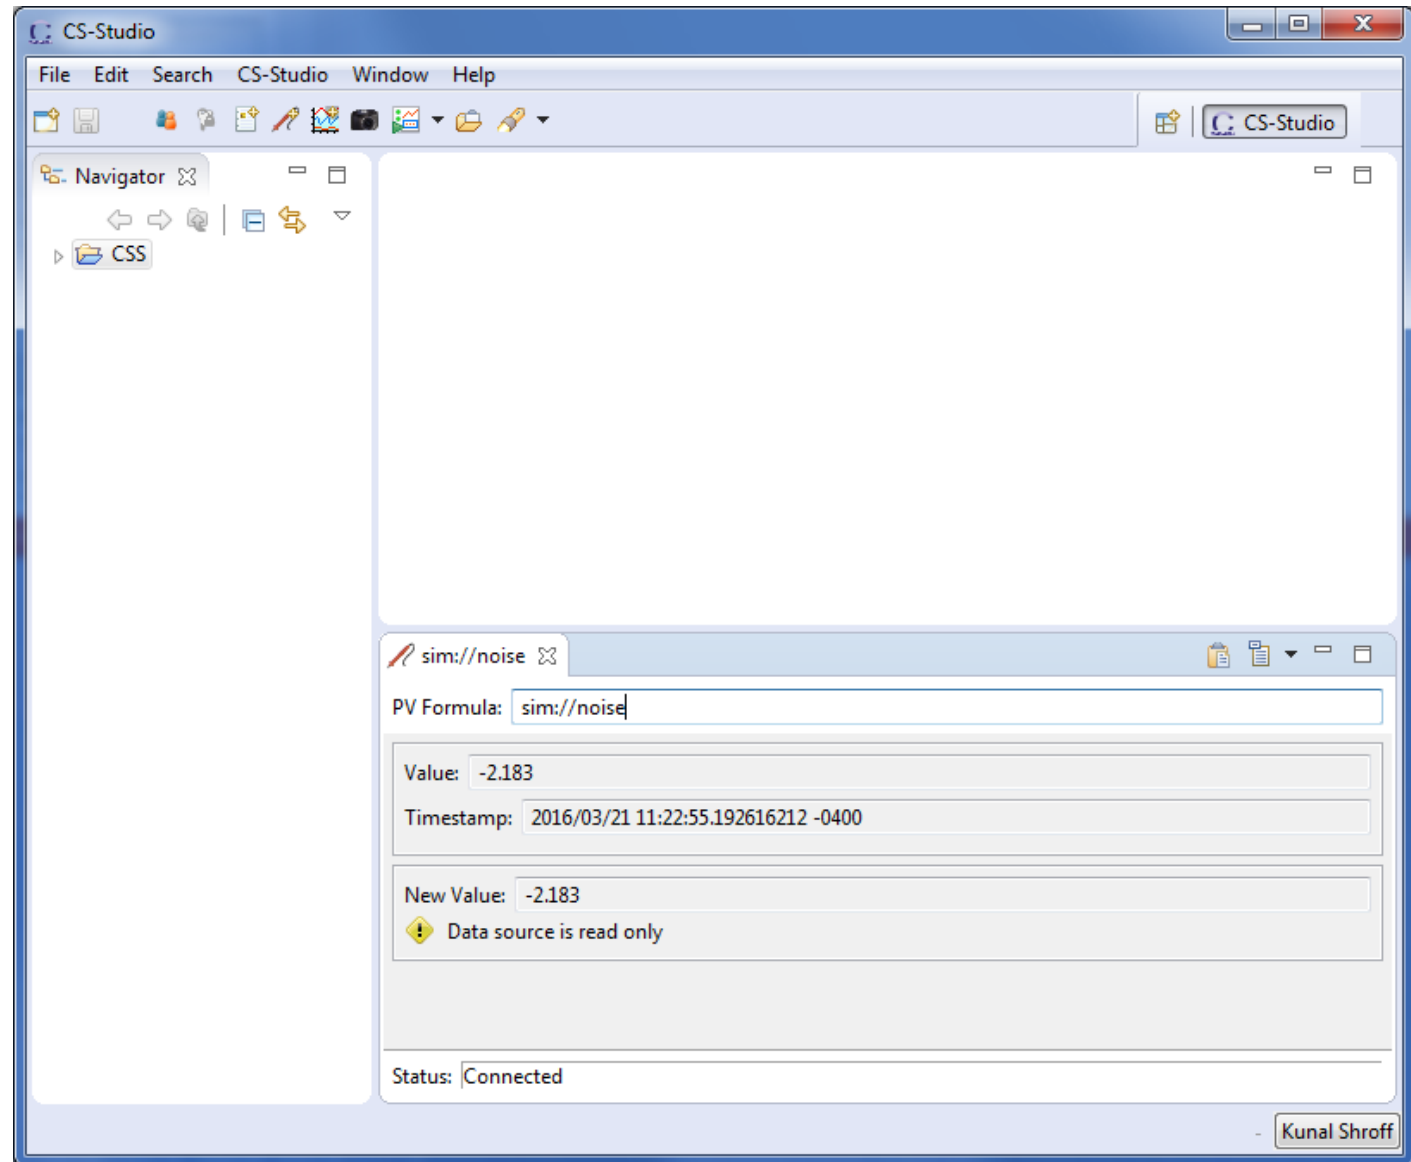 CS-Studio
File Edit Search CS-Studio Window Help
CS-Studio
Navigator
CSS
sim://noise
PV Formula: sim://noise
Value: -2.183
Timestamp: 2016/03/21 11:22:55.192616212 -0400
New Value: -2.183
Data source is read only
Status: Connected
Kunal Shroff